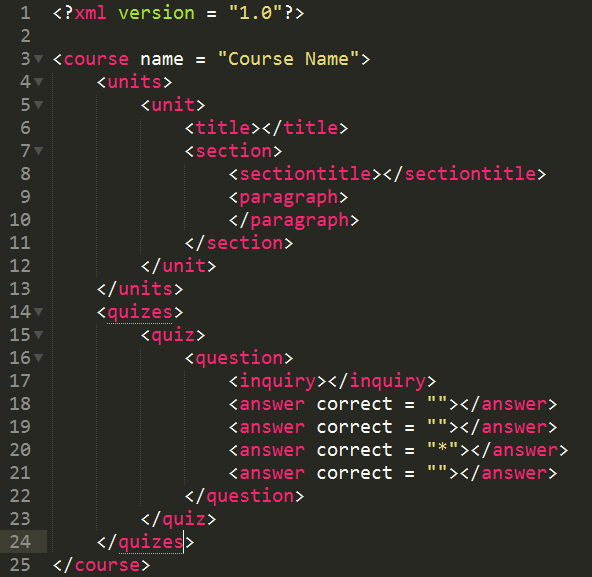 1 <?xml version = "1.0"?>
2
3 <course name = "Course Name">
4     <units>
5         <unit>
6             <title></title>
7             <section>
8                 <sectiontitle></sectiontitle>
9                 <paragraph>
10                 </paragraph>
11             </section>
12         </unit>
13     </units>
14     <quizes>
15         <quiz>
16             <question>
17                 <inquiry></inquiry>
18                 <answer correct = ""></answer>
19                 <answer correct = ""></answer>
20                 <answer correct = "*"></answer>
21                 <answer correct = ""></answer>
22             </question>
23         </quiz>
24     </quizes>
25 </course>